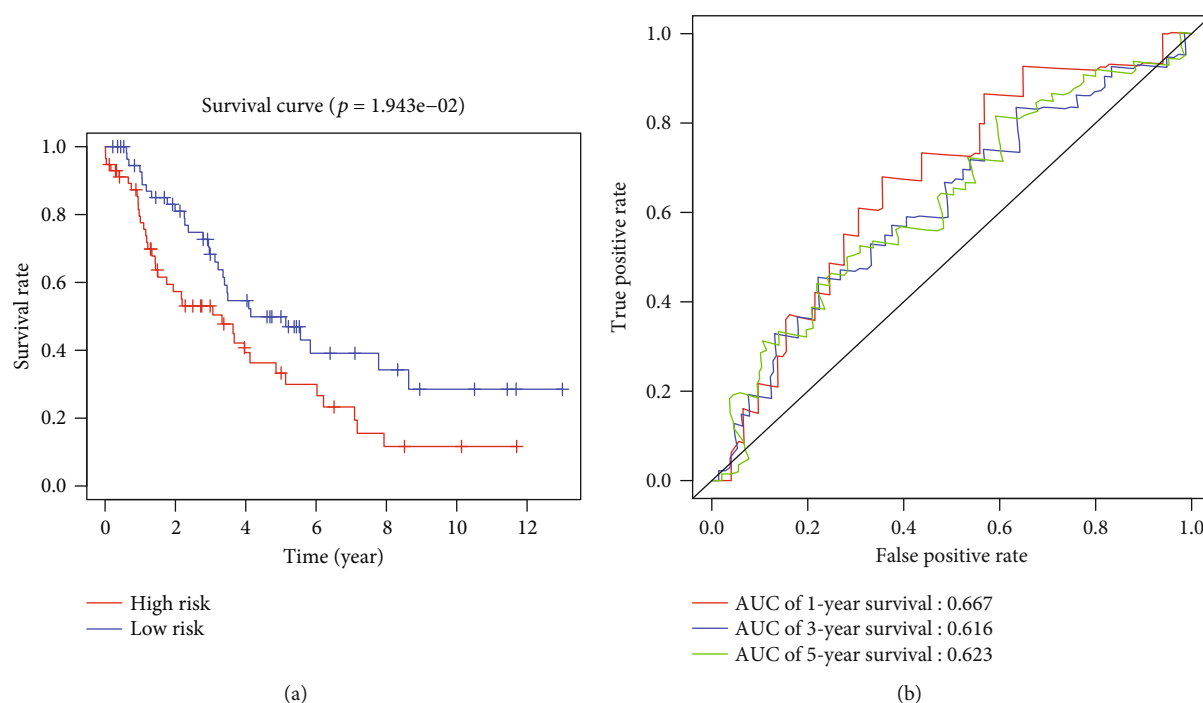 Survival curve (p = 1.943e−02)
1.0
0.8
0.6
0.4
0.2
0.0
Survival rate
0 2 4 6 8 10 12
Time (year)
High risk
Low risk
(a)
1.0
0.8
0.6
0.4
0.2
0.0
True positive rate
0.0 0.2 0.4 0.6 0.8 1.0
False positive rate
AUC of 1-year survival : 0.667
AUC of 3-year survival : 0.616
AUC of 5-year survival : 0.623
(b)